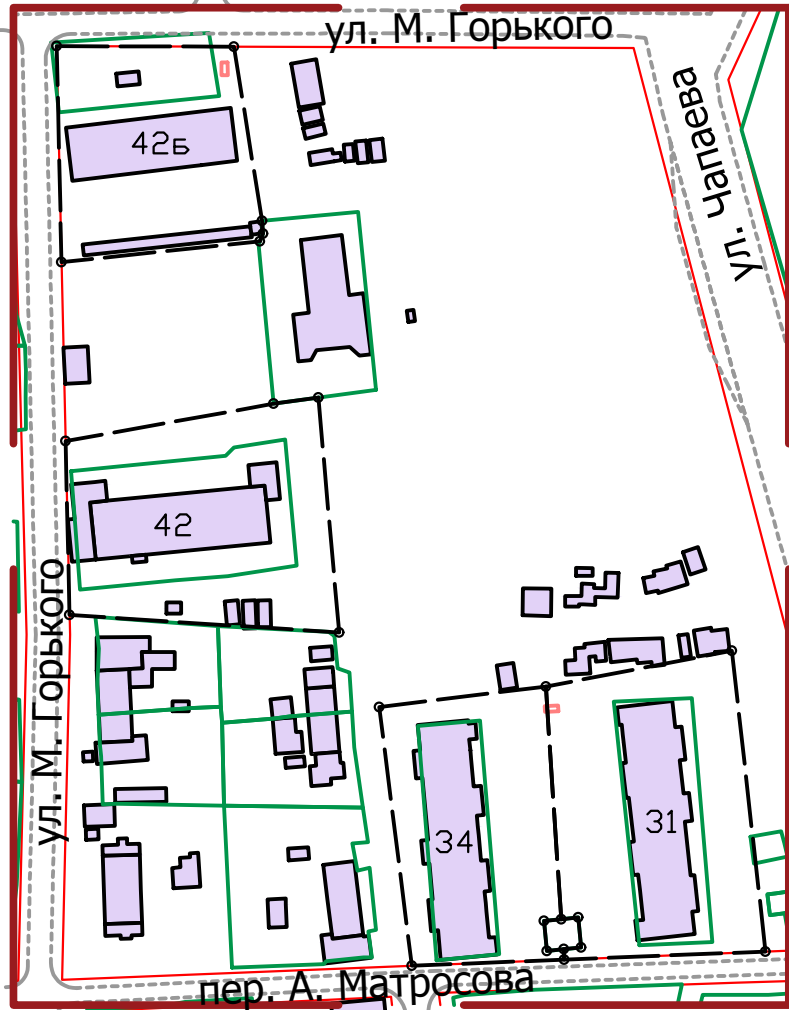 ул. М. Горького
ул. Чапаева
42Б
42
ул. М. Горького
34
31
пер. А. Матросова